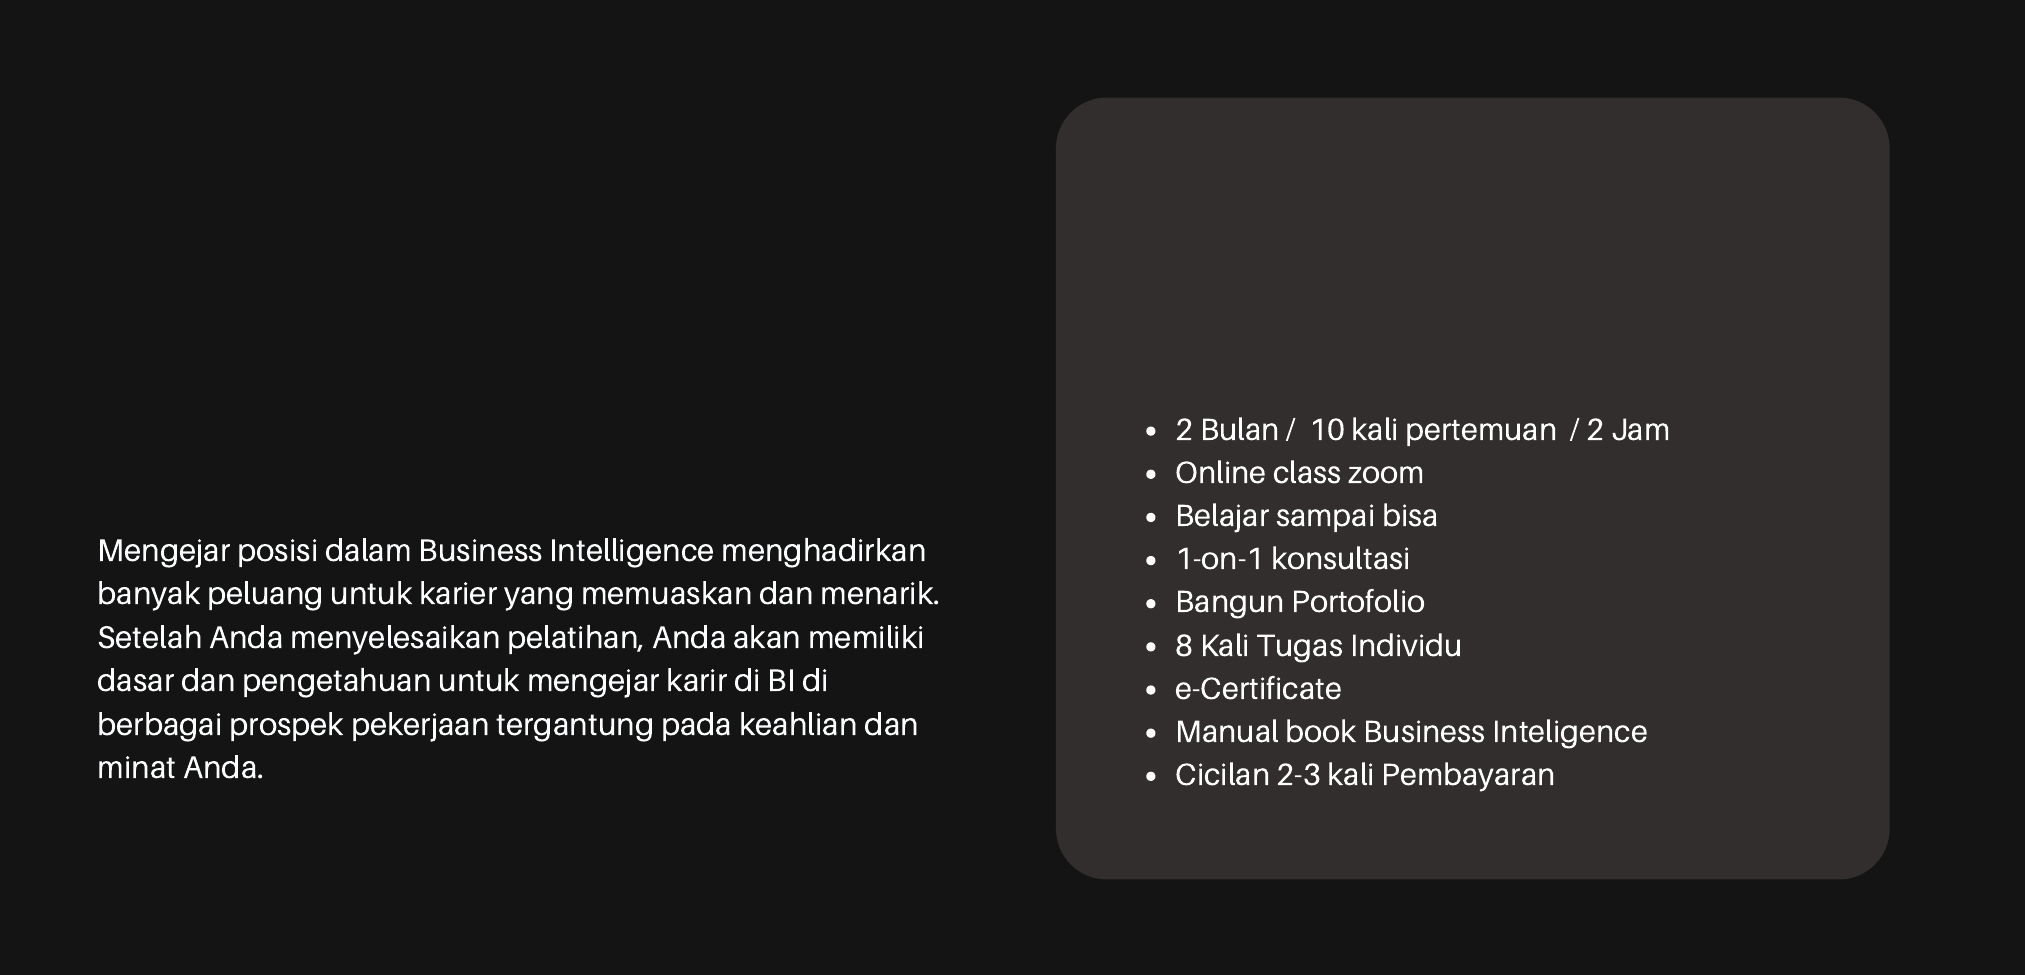 Mengejar posisi dalam Business Intelligence menghadirkan
banyak peluang untuk karier yang memuaskan dan menarik.
Setelah Anda menyelesaikan pelatihan, Anda akan memiliki
dasar dan pengetahuan untuk mengejar karir di BI di
berbagai prospek pekerjaan tergantung pada keahlian dan
minat Anda.
• 2 Bulan /  10 kali pertemuan  / 2 Jam
• Online class zoom
• Belajar sampai bisa
• 1-on-1 konsultasi
• Bangun Portofolio
• 8 Kali Tugas Individu
• e-Certificate
• Manual book Business Inteligence
• Cicilan 2-3 kali Pembayaran